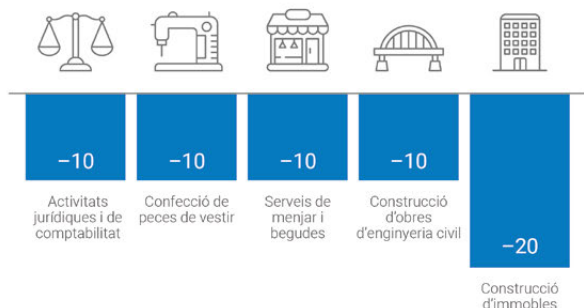 −10
−10
−10
−10
−20
Activitats
jurídiques i de
comptabilitat
Confecció de
peces de vestir
Serveis de
menjar i
begudes
Construcció
d'obres
d'enginyeria civil
Construcció
d'immobles